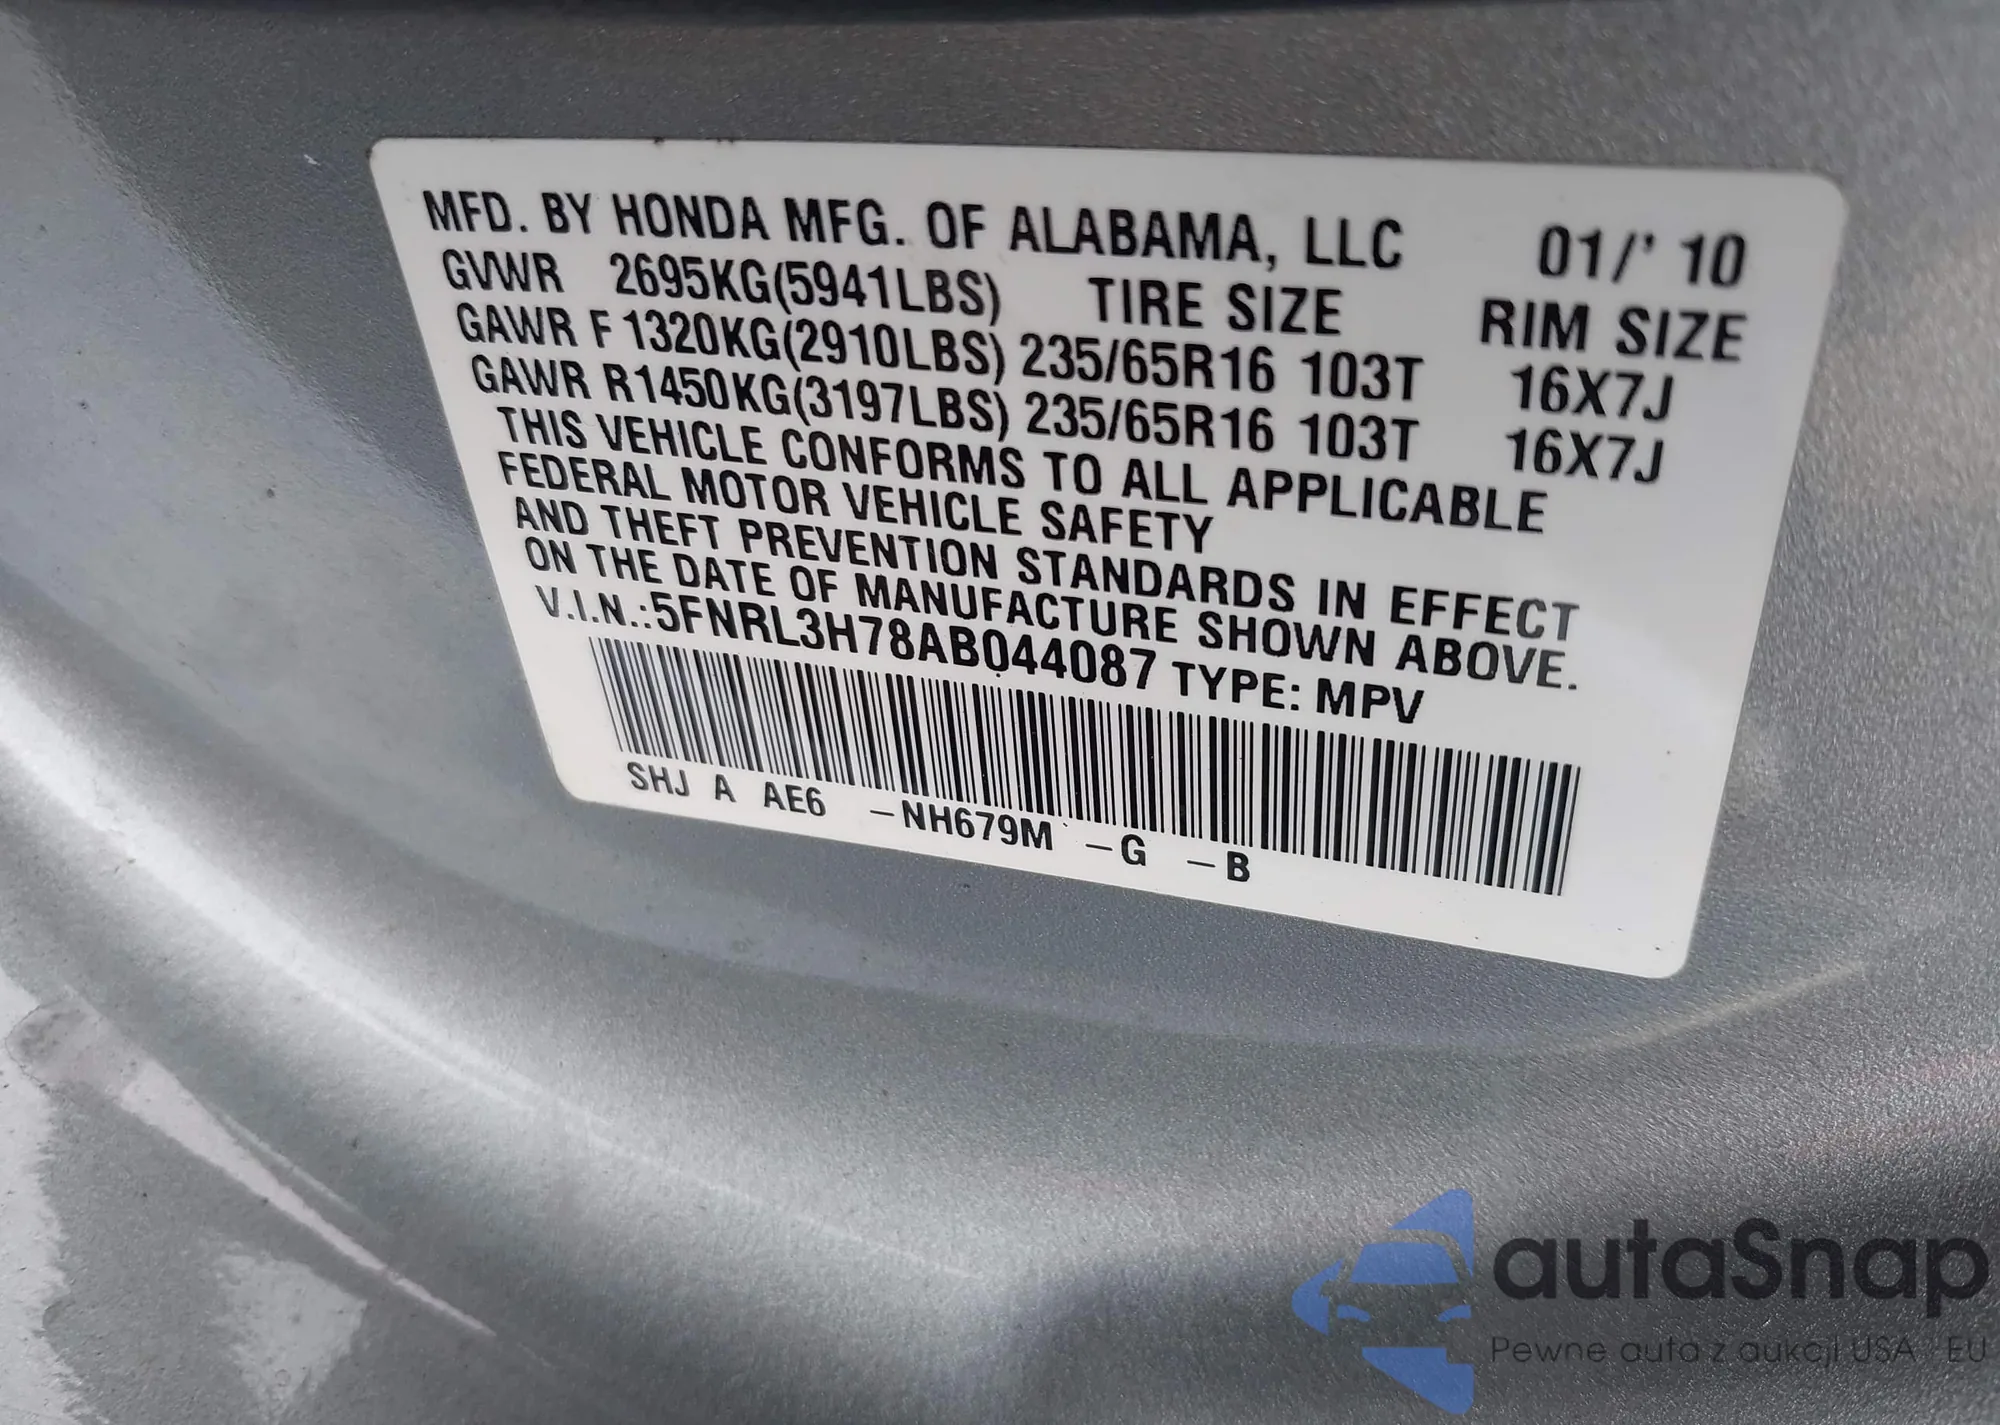 MFD. BY HONDA MFG. OF ALABAMA, LLC 01/' 10
GVWR 2695KG(5941LBS) TIRE SIZE RIM SIZE
GAWR F 1320KG(2910LBS) 235/65R16 103T 16X7J
GAWR R1450KG(3197LBS) 235/65R16 103T 16X7J
THIS VEHICLE CONFORMS TO ALL APPLICABLE
FEDERAL MOTOR VEHICLE SAFETY
AND THEFT PREVENTION STANDARDS IN EFFECT
ON THE DATE OF MANUFACTURE SHOWN ABOVE.
V.I.N.:5FNRL3H78AB044087 TYPE: MPV
SHJ A AE6 -NH679M -G -B
autaSnap
Pewne auta z aukcji USA i EU